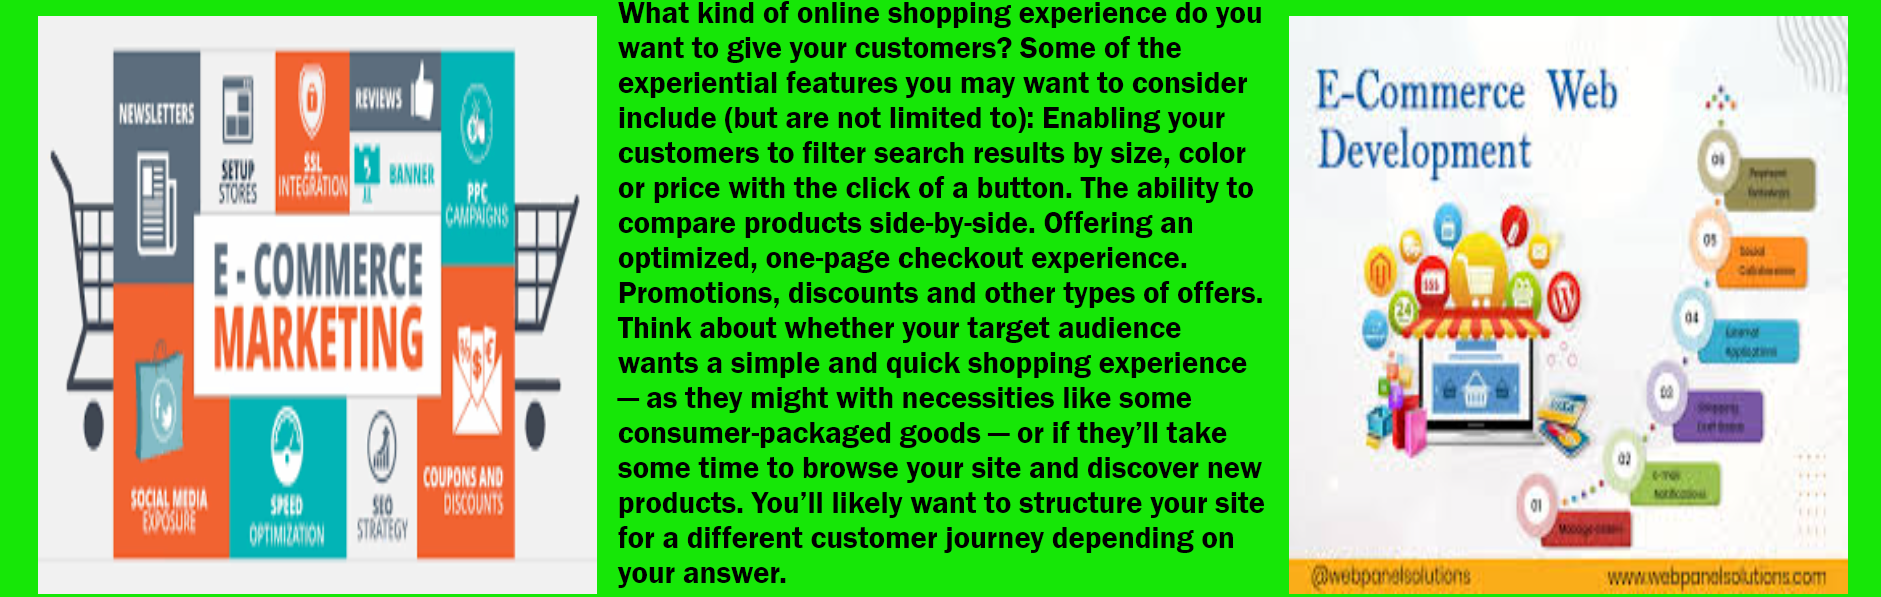 NEWSLETTERS
SETUP
STORES
SSL
INTEGRATION
REVIEWS
BANNER
PPC
CAMPAIGNS
E - COMMERCE
MARKETING
SOCIAL MEDIA
EXPOSURE
SPEED
OPTIMIZATION
SEO
STRATEGY
COUPONS AND
DISCOUNTS
What kind of online shopping experience do you
want to give your customers? Some of the
experiential features you may want to consider
include (but are not limited to): Enabling your
customers to filter search results by size, color
or price with the click of a button. The ability to
compare products side-by-side. Offering an
optimized, one-page checkout experience.
Promotions, discounts and other types of offers.
Think about whether your target audience
wants a simple and quick shopping experience
— as they might with necessities like some
consumer-packaged goods — or if they’ll take
some time to browse your site and discover new
products. You’ll likely want to structure your site
for a different customer journey depending on
your answer.
E-Commerce Web
Development
06
05
Social
04
External
Applications
03
02
e-mail
Notifications
01
$$$
24
@webpanelsolutions
www.webpanelsolutions.com